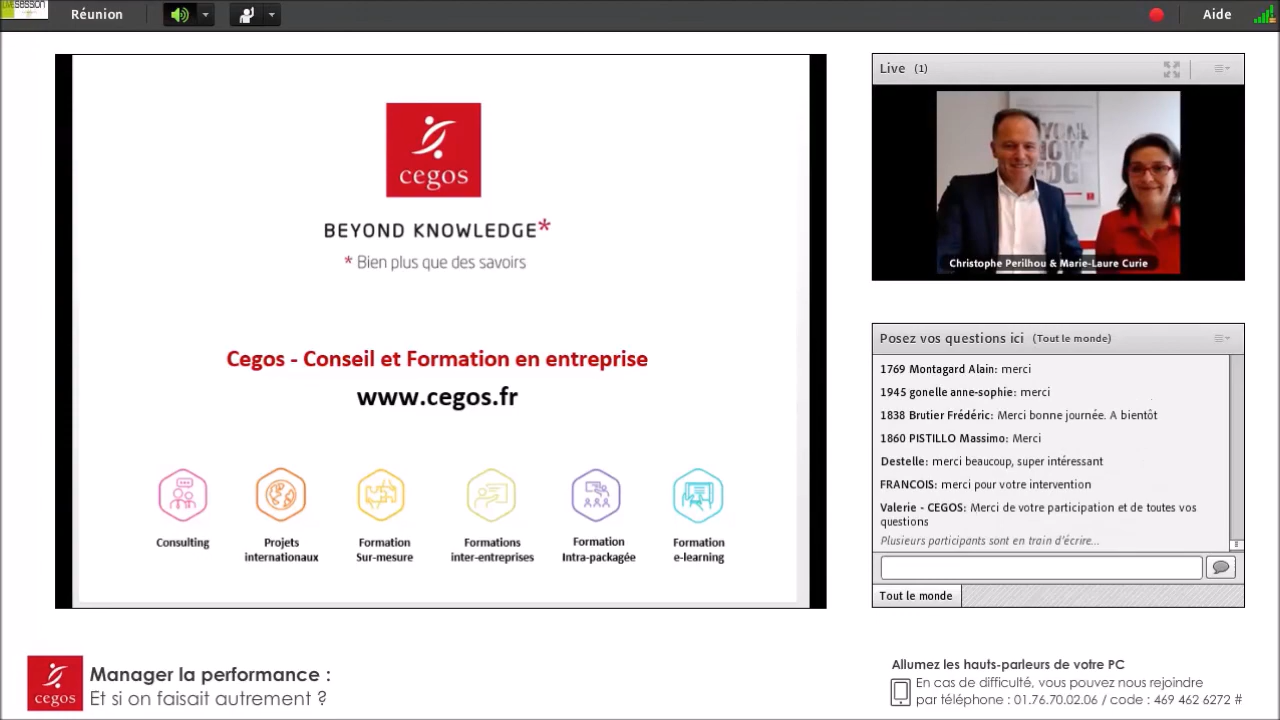 SESSION
Réunion
Aide
cegos
BEYOND KNOWLEDGE*
* Bien plus que des savoirs
Cegos - Conseil et Formation en entreprise
www.cegos.fr
Consulting
Projets
internationaux
Formation
Sur-mesure
Formations
inter-entreprises
Formation
Intra-packagée
Formation
e-learning
Live (1)
Christophe Perilhou & Marie-Laure Curie
Posez vos questions ici (Tout le monde)
1769 Montagard Alain: merci
1945 gonelle anne-sophie: merci
1838 Brutier Frédéric: Merci bonne journée. A bientôt
1860 PISTILLO Massimo: Merci
Destelle: merci beaucoup, super intéressant
FRANCOIS: merci pour votre intervention
Valerie - CEGOS: Merci de votre participation et de toutes vos
questions
Plusieurs participants sont en train d'écrire...
Tout le monde
cegos
Manager la performance :
Et si on faisait autrement ?
Allumez les hauts-parleurs de votre PC
En cas de difficulté, vous pouvez nous rejoindre
par téléphone : 01.76.70.02.06 / code : 469 462 6272 #